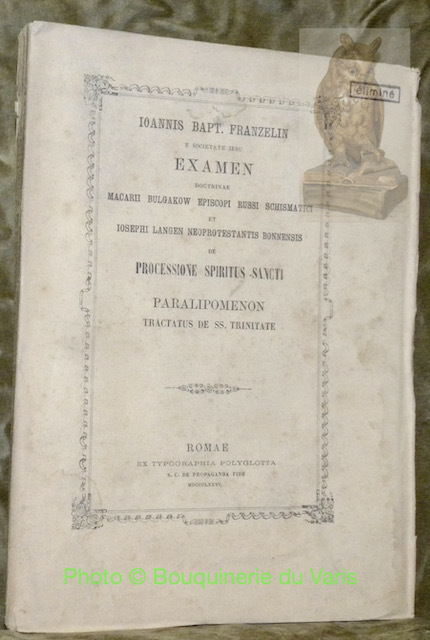 éliminé
IOANNIS BAPT. FRANZELIN
E SOCIETATE IESU
EXAMEN
DOCTRINAE
MACARII BULGAKOW EPISCOPI RUSSI SCHISMATICI
ET
IOSEPHI LANGEN NEOPROTESTANTIS BONNENSIS
DE
PROCESSIONE SPIRITUS SANCTI
PARALIPOMENON
TRACTATUS DE SS. TRINITATE
ROMAE
EX TYPOGRAPHIA POLYGLOTTA
S. C. DE PROPAGANDA FIDE
MDCCCLXXVI.
Photo © Bouquinerie du Varis